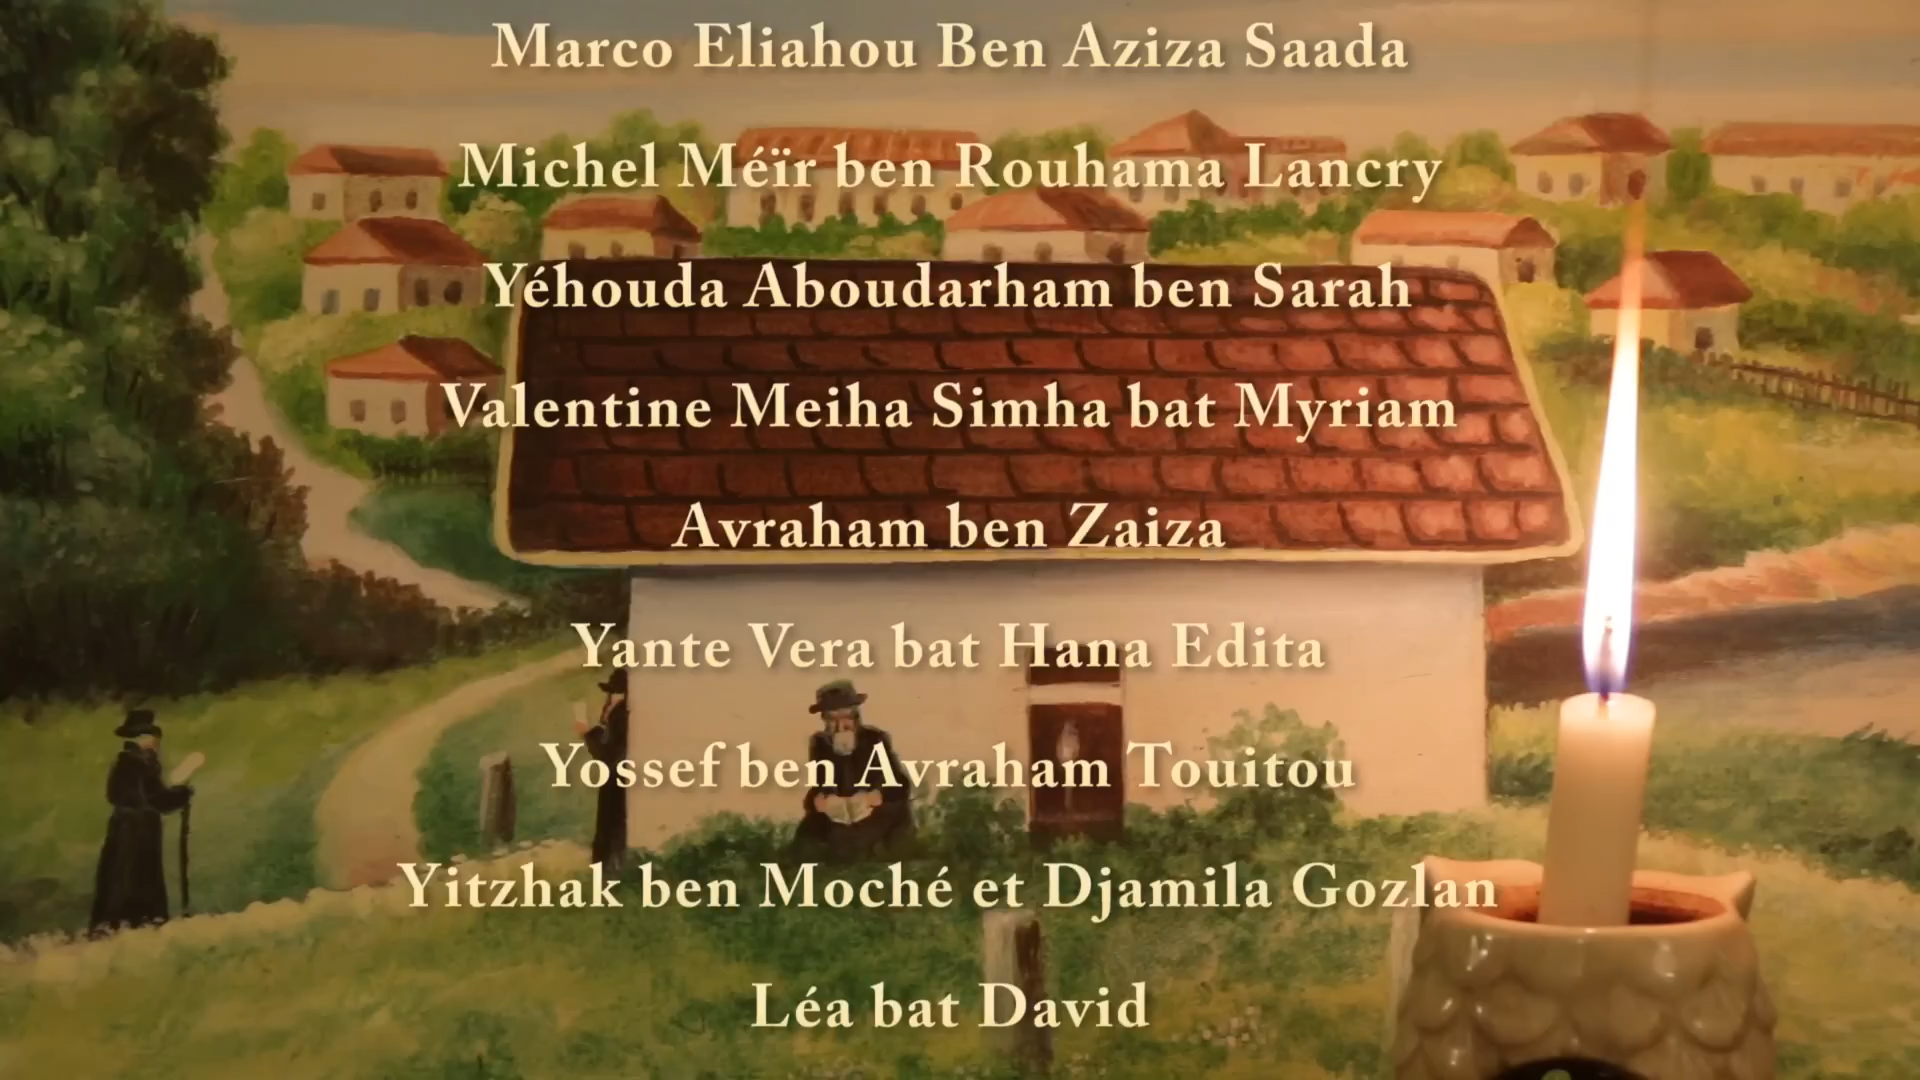 Marco Eliahou Ben Aziza Saada
Michel Méïr ben Rouhama Lancry
Yéhouda Aboudarham ben Sarah
Valentine Meiha Simha bat Myriam
Avraham ben Zaiza
Yante Vera bat Hana Edita
Yossef ben Avraham Touitou
Yitzhak ben Moché et Djamila Gozlan
Léa bat David